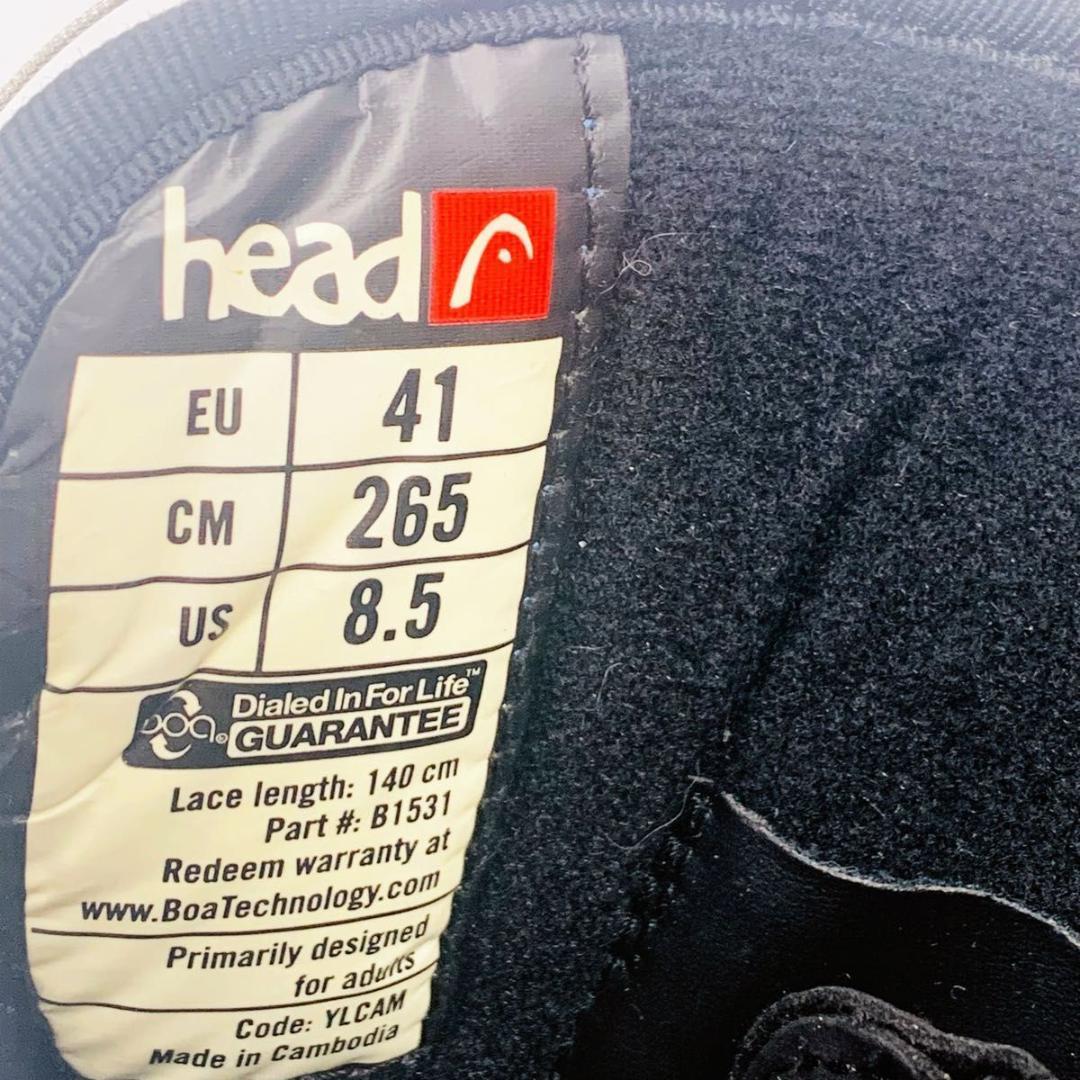 head
EU 41
CM 265
US 8.5
boa Dialed In For Life™
GUARANTEE
Lace length: 140 cm
Part #: B1531
Redeem warranty at
www.BoaTechnology.com
Primarily designed
for adults
Code: YLCAM
Made in Cambodia